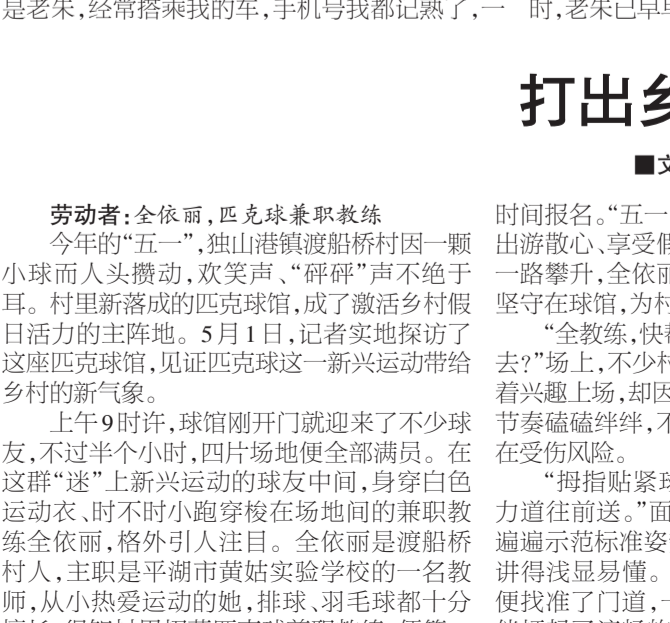 是老朱，经常搭乘我的车，手机号我都记熟了，一
时，老朱已早
打出乡
■文
劳动者：全依丽，匹克球兼职教练
今年的“五一”，独山港镇渡船桥村因一颗
小球而人头攒动，欢笑声、“砰砰”声不绝于
耳。村里新落成的匹克球馆，成了激活乡村假
日活力的主阵地。5月1日，记者实地探访了
这座匹克球馆，见证匹克球这一新兴运动带给
乡村的新气象。
上午9时许，球馆刚开门就迎来了不少球
友，不过半个小时，四片场地便全部满员。在
这群“迷”上新兴运动的球友中间，身穿白色
运动衣、时不时小跑穿梭在场地间的兼职教
练全依丽，格外引人注目。全依丽是渡船桥
村人，主职是平湖市黄姑实验学校的一名教
师，从小热爱运动的她，排球、羽毛球都十分
时间报名。“五一
出游散心、享受假
一路攀升，全依丽
坚守在球馆，为村
“全教练，快帮
去？”场上，不少村
着兴趣上场，却因
节奏磕磕绊绊，不
在受伤风险。
“拇指贴紧球
力道往前送。”面
遍遍示范标准姿
讲得浅显易懂。
便找准了门道，一